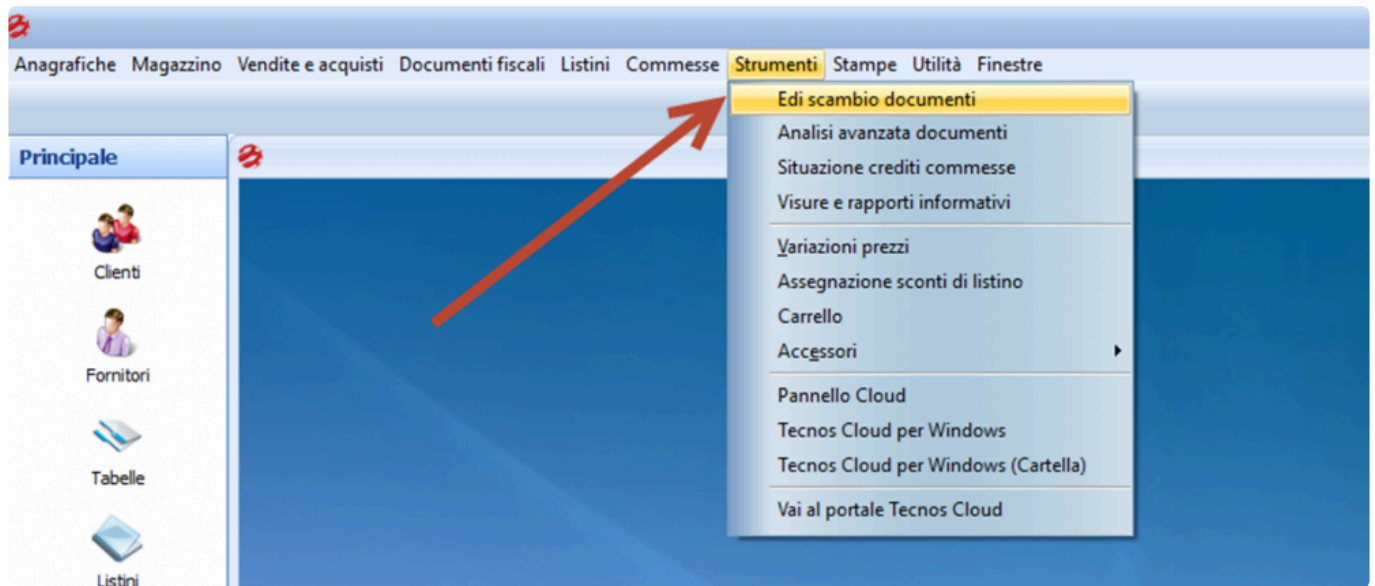 Anagrafiche Magazzino Vendite e acquisti Documenti fiscali Listini Commesse Strumenti Stampe Utilità Finestre
Edi scambio documenti
Analisi avanzata documenti
Situazione crediti commesse
Visure e rapporti informativi
Variazioni prezzi
Assegnazione sconti di listino
Carrello
Accessori
Pannello Cloud
Tecnos Cloud per Windows
Tecnos Cloud per Windows (Cartella)
Vai al portale Tecnos Cloud
Principale
Clienti
Fornitori
Tabelle
Listini